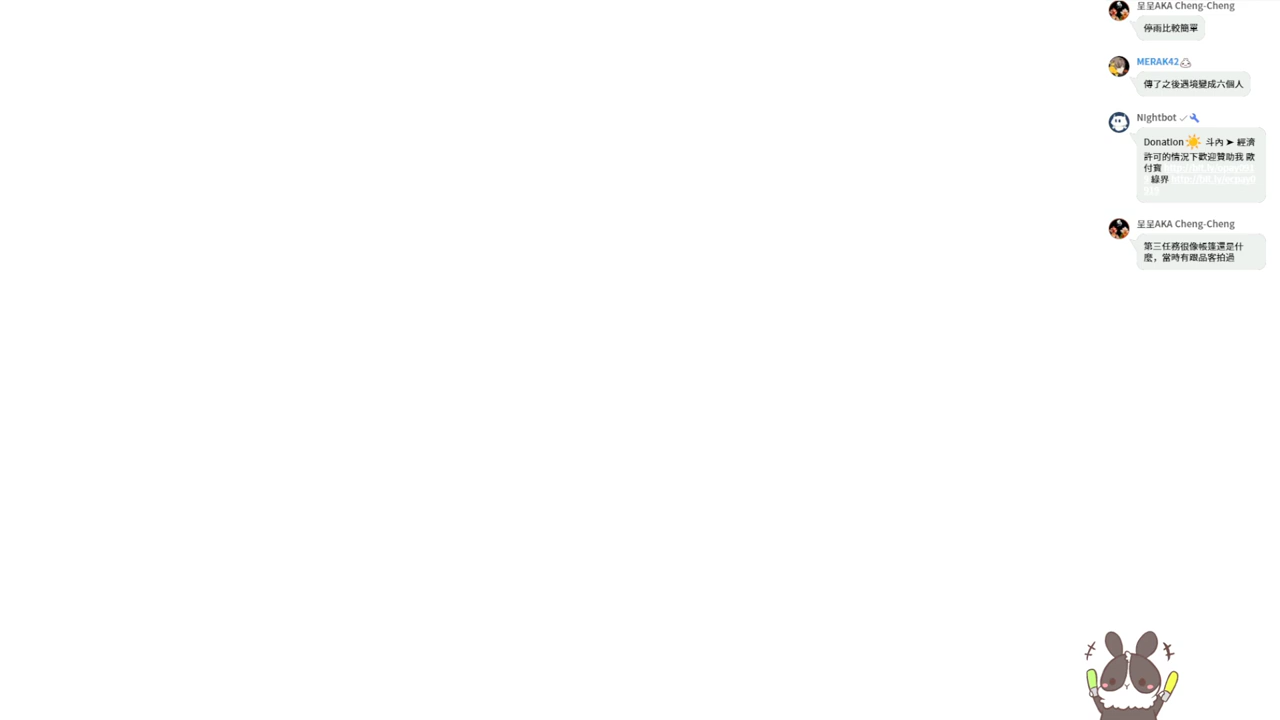 呈呈AKA Cheng-Cheng
停雨比較簡單
MERAK42
傳了之後遇境變成六個人
Nightbot
Donation ☀ 斗內 ➤ 經濟
許可的情況下歡迎贊助我 歐
付寶
綠界
呈呈AKA Cheng-Cheng
第三任務很像帳篷還是什
麼，當時有跟品客拍過